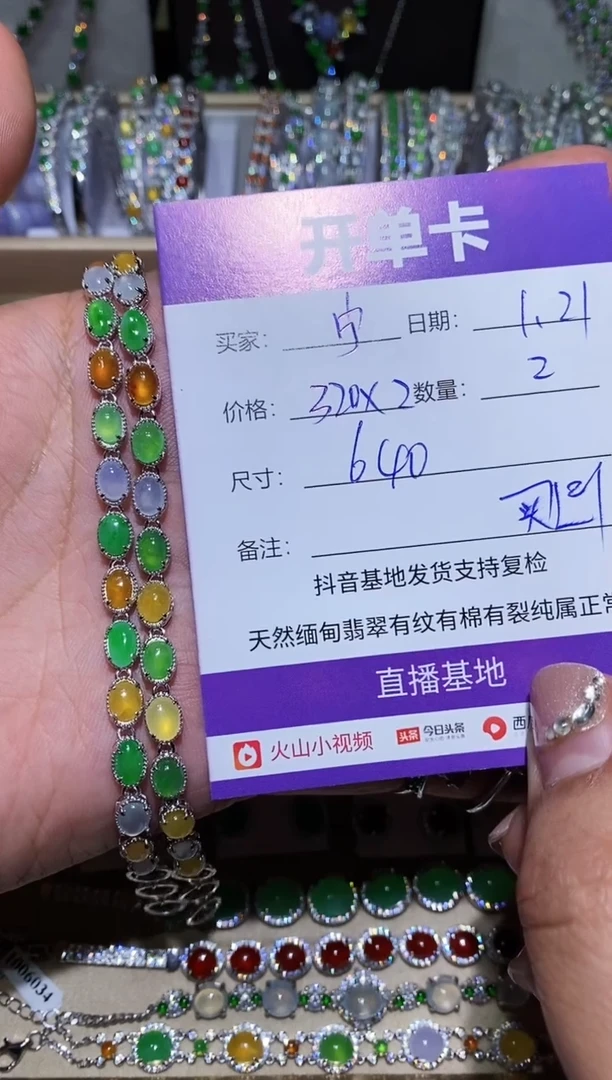 开单卡
买家： 日期：1.21
价格：320X2 数量：2
尺寸：640
备注：
抖音基地发货支持复检
天然缅甸翡翠有纹有棉有裂纯属正常
直播基地
火山小视频 头条 今日头条 西
1006034